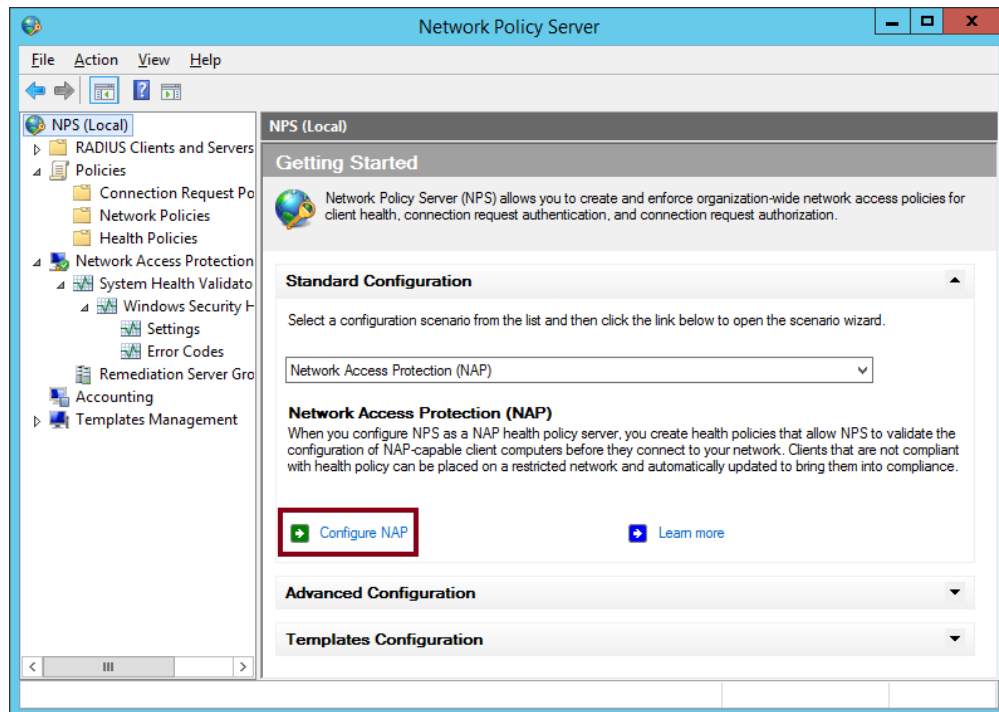 Network Policy Server
File Action View Help
NPS (Local)
RADIUS Clients and Servers
Policies
Connection Request Po
Network Policies
Health Policies
Network Access Protection
System Health Validato
Windows Security H
Settings
Error Codes
Remediation Server Gro
Accounting
Templates Management
NPS (Local)
Getting Started
Network Policy Server (NPS) allows you to create and enforce organization-wide network access policies for
client health, connection request authentication, and connection request authorization.
Standard Configuration
Select a configuration scenario from the list and then click the link below to open the scenario wizard.
Network Access Protection (NAP)
Network Access Protection (NAP)
When you configure NPS as a NAP health policy server, you create health policies that allow NPS to validate the
configuration of NAP-capable client computers before they connect to your network. Clients that are not compliant
with health policy can be placed on a restricted network and automatically updated to bring them into compliance.
Configure NAP
Learn more
Advanced Configuration
Templates Configuration